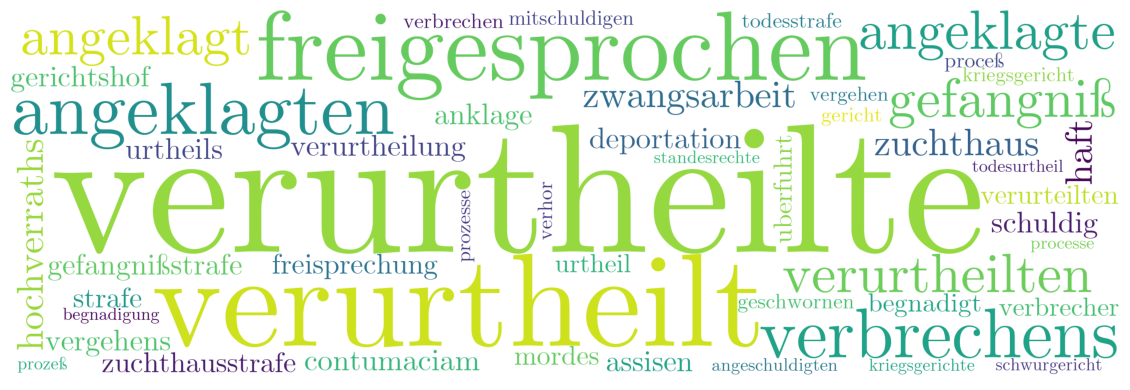 angeklagt
freigesprochen
verbrechen
mitschuldigen
todesstrafe
angeklagte
gerichtshof
proceß
kriegsgericht
angeklagten
anklage
zwangsarbeit
vergehen
gefangniß
gericht
urtheils
verurtheilung
deportation
zuchthaus
haft
standesrechte
todesurtheil
hochverraths
verurtheilte
prozesse
verhor
uberfuhrt
verurteilten
schuldig
processe
gefangnißstrafe
freisprechung
urtheil
verurtheilt
verurtheilten
strafe
begnadigung
geschwornen
begnadigt
verbrecher
vergehens
verbrechens
prozeß
zuchthausstrafe
contumaciam
mordes
assisen
angeschuldigten
kriegsgerichte
schwurgericht